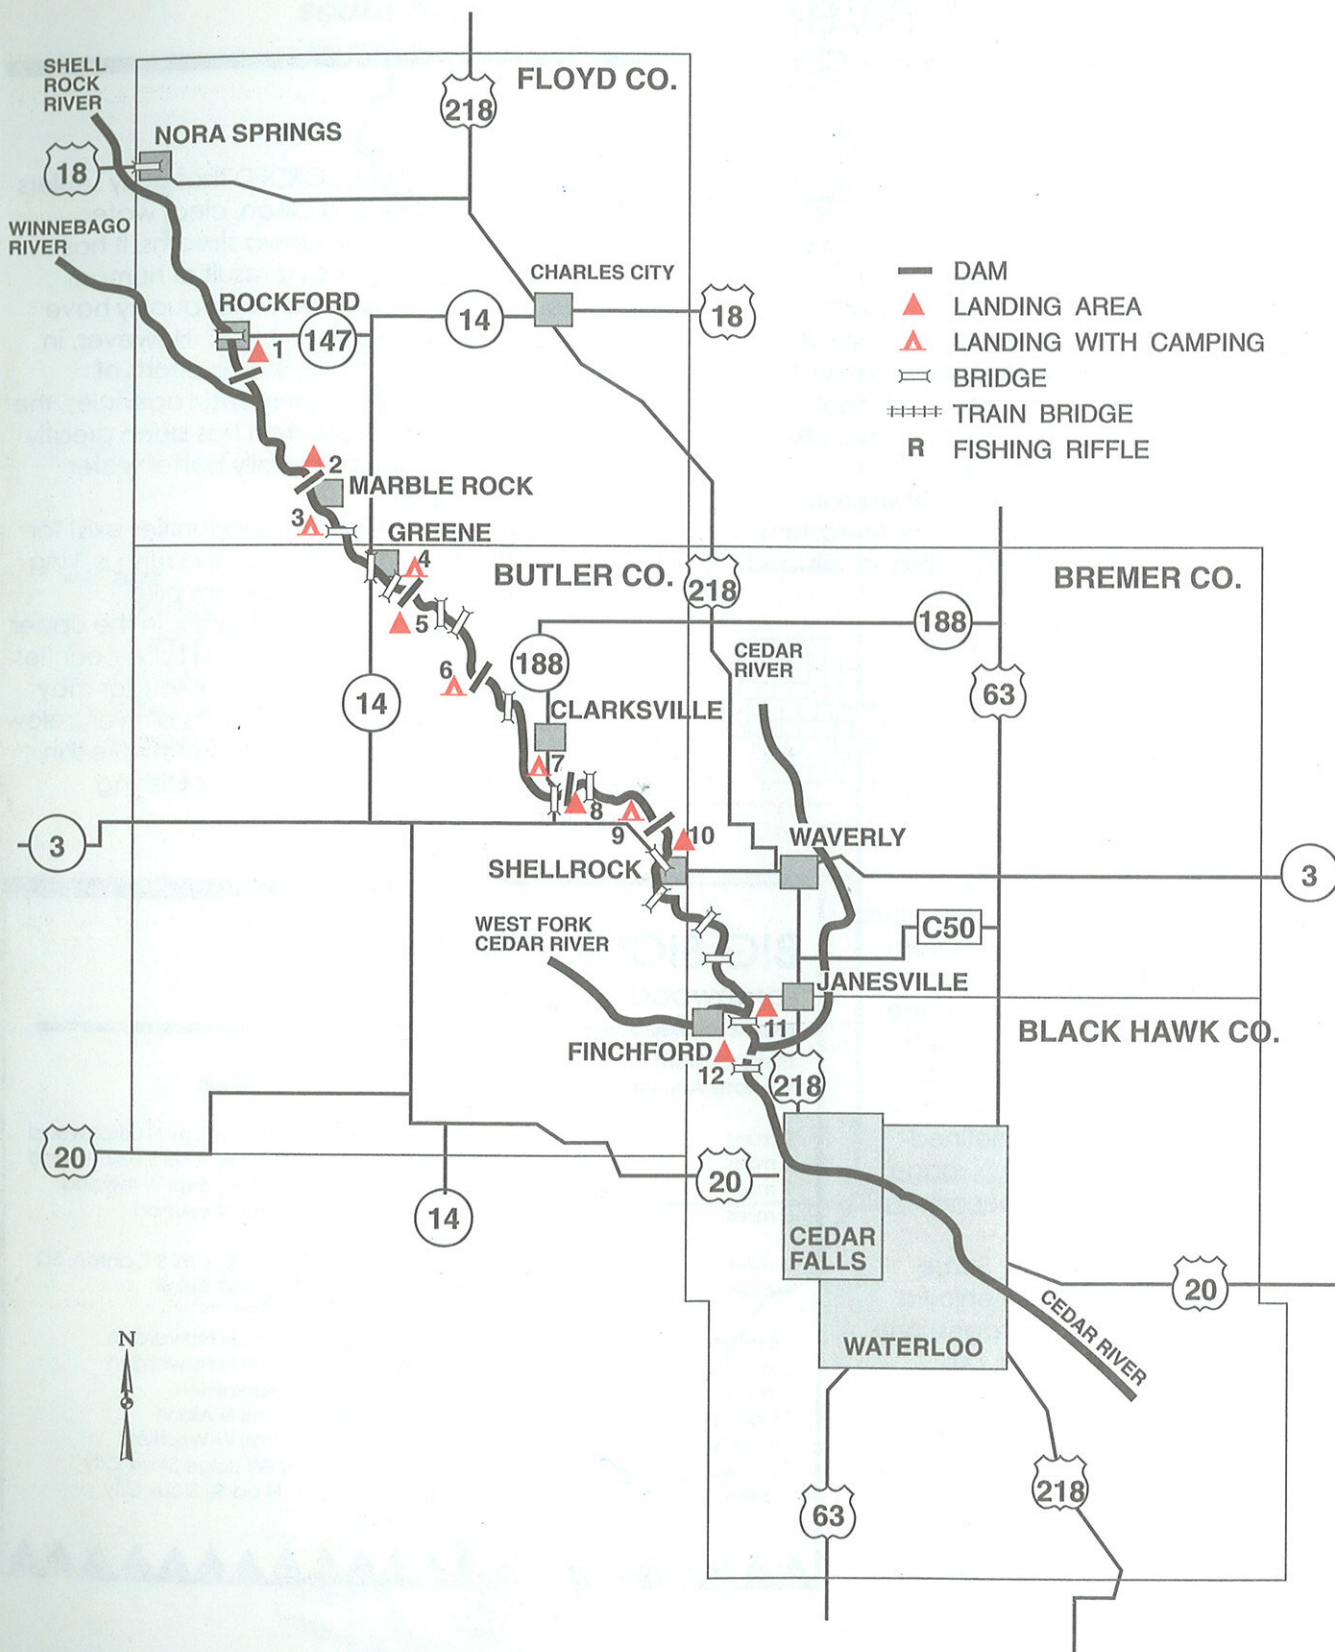 SHELL
ROCK
RIVER
FLOYD CO.
218
NORA SPRINGS
18
WINNEBAGO
RIVER
CHARLES CITY
ROCKFORD
147
14
18
1
DAM
LANDING AREA
LANDING WITH CAMPING
BRIDGE
TRAIN BRIDGE
R FISHING RIFFLE
2
MARBLE ROCK
3
GREENE
4
BUTLER CO.
218
BREMER CO.
5
188
188
CEDAR
RIVER
6
14
63
CLARKSVILLE
7
8
9
10
3
WAVERLY
SHELLROCK
3
WEST FORK
CEDAR RIVER
C50
JANESVILLE
11
BLACK HAWK CO.
FINCHFORD
12
218
20
20
14
CEDAR
FALLS
20
CEDAR RIVER
WATERLOO
N
218
63